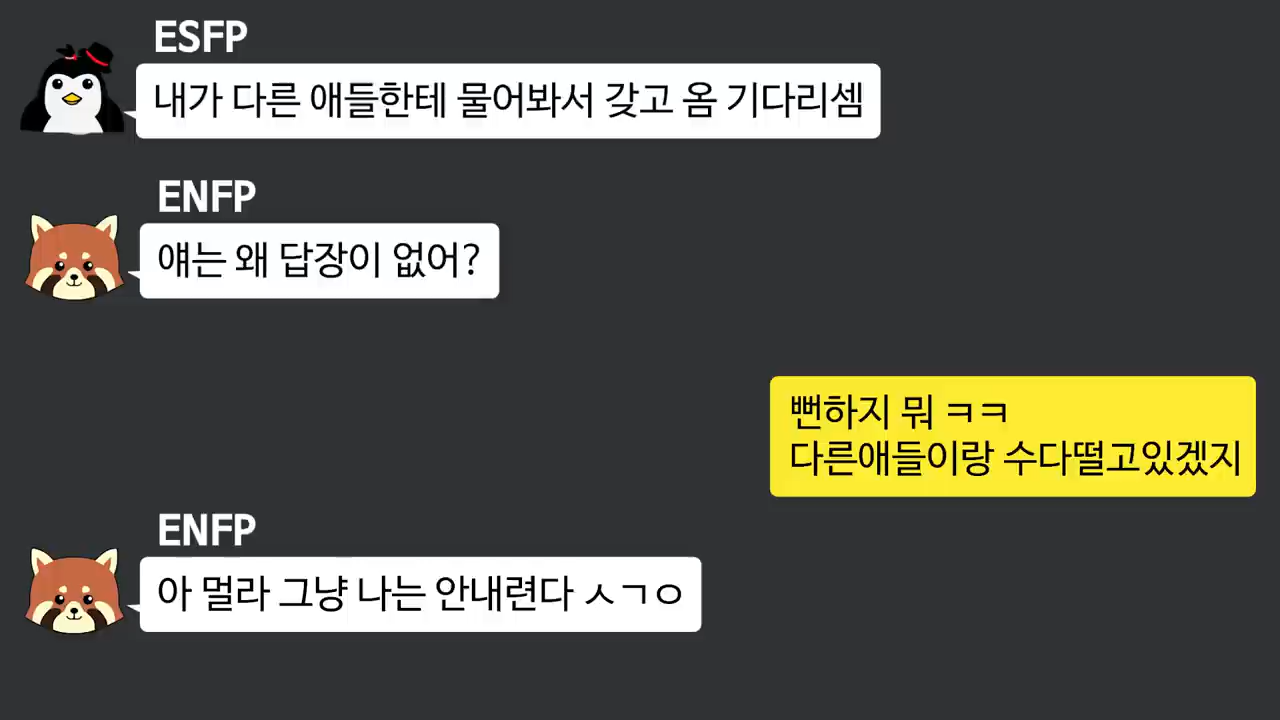 ESFP
내가 다른 애들한테 물어봐서 갖고 옴 기다리셈
ENFP
얘는 왜 답장이 없어?
뻔하지 뭐 ㅋㅋ
다른애들이랑 수다떨고있겠지
ENFP
아 멀라 그냥 나는 안내련다 ㅅㄱㅇ